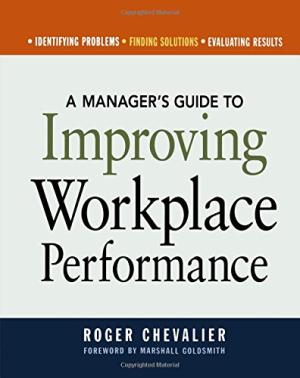 • IDENTIFYING PROBLEMS • FINDING SOLUTIONS • EVALUATING RESULTS
A MANAGER'S GUIDE TO
Improving
Workplace
Performance
ROGER CHEVALIER
FOREWORD BY MARSHALL GOLDSMITH